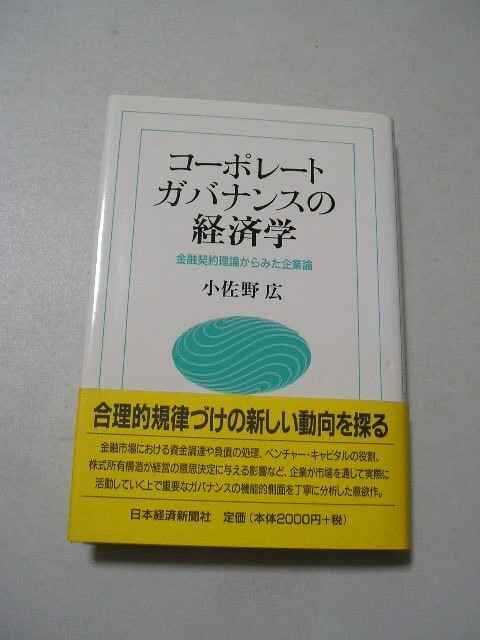 コーポレート
ガバナンスの
経済学
金融契約理論からみた企業論
小佐野 広
合理的規律づけの新しい動向を探る
金融市場における資金調達や負債の処理、ベンチャー・キャピタルの役割、
株式所有構造が経営の意思決定に与える影響など、企業が市場を通して実際に
活動していく上で重要なガバナンスの機能的側面を丁寧に分析した意欲作。
日本経済新聞社 定価(本体2000円+税)